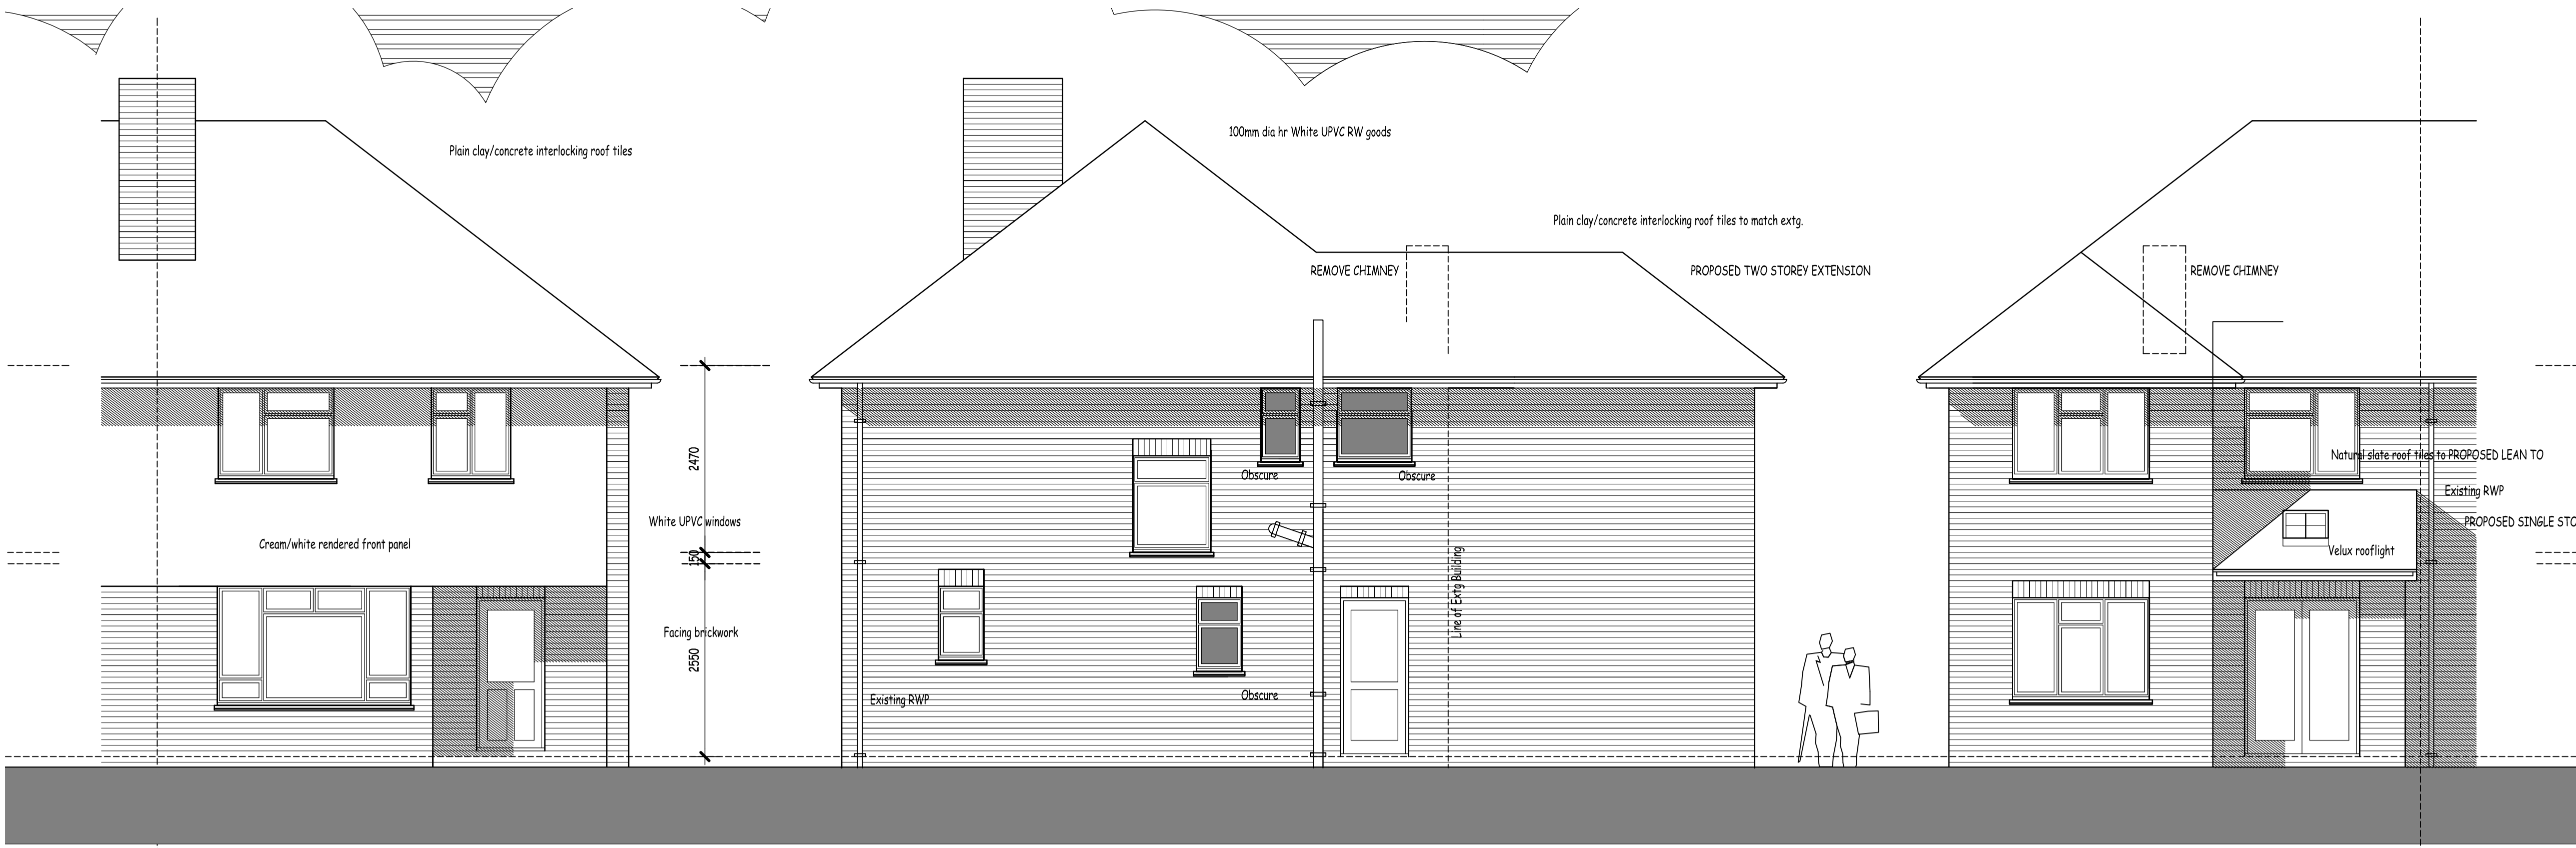 Plain clay/concrete interlocking roof tiles
2470
White UPVC windows
Cream/white rendered front panel
150
Facing brickwork
2550
100mm dia hr White UPVC RW goods
Plain clay/concrete interlocking roof tiles to match extg.
REMOVE CHIMNEY
PROPOSED TWO STOREY EXTENSION
Obscure
Obscure
Line of Extg Building
Existing RWP
Obscure
REMOVE CHIMNEY
Natural slate roof tiles to PROPOSED LEAN TO
Existing RWP
PROPOSED SINGLE STO
Velux rooflight